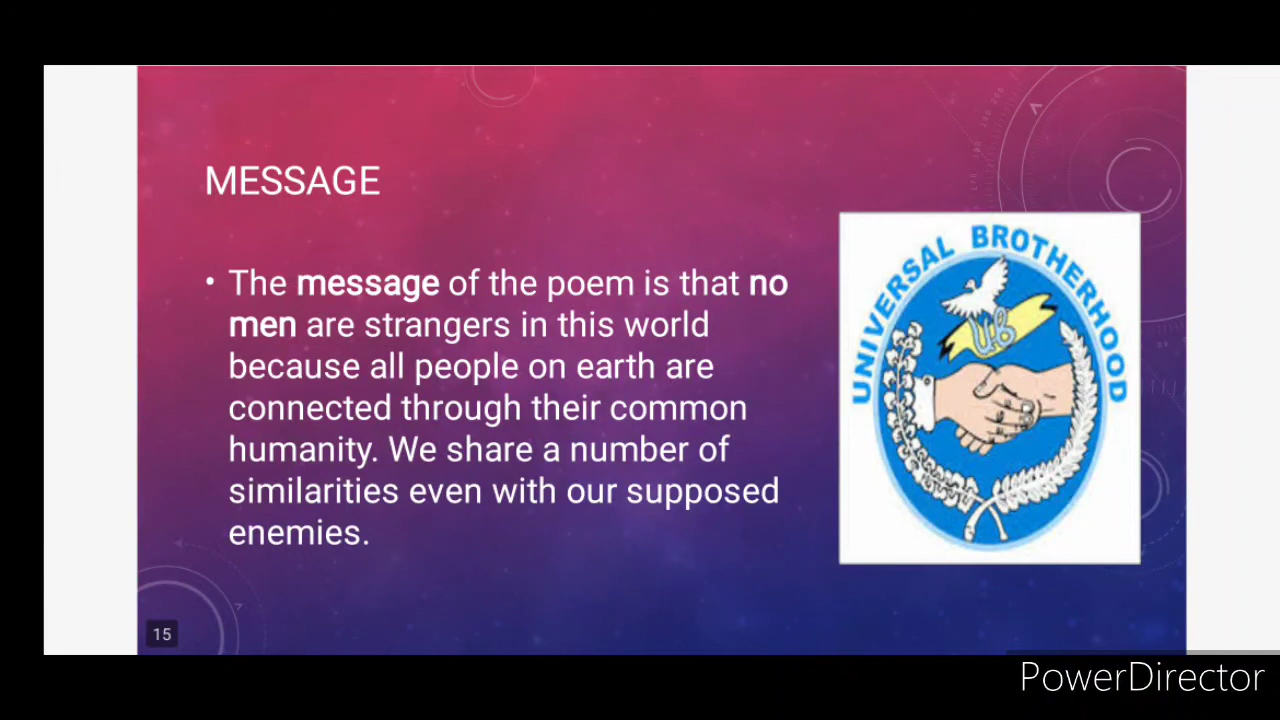 MESSAGE
• The message of the poem is that no
men are strangers in this world
because all people on earth are
connected through their common
humanity. We share a number of
similarities even with our supposed
enemies.
UNIVERSAL BROTHERHOOD
UB
15
PowerDirector